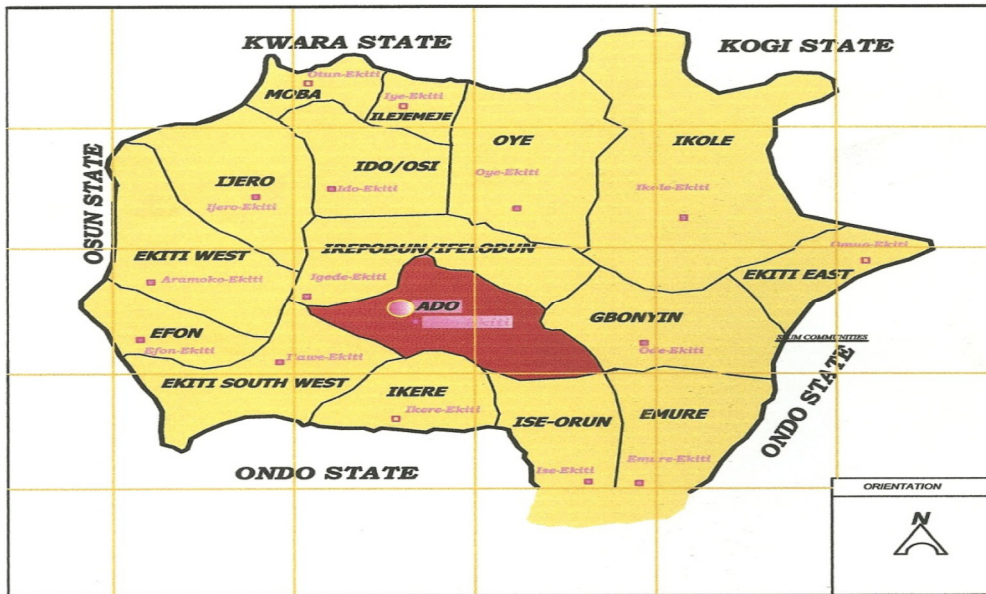 KWARA STATE
KOGI STATE
Otun-Ekiti
MOBA
Iye-Ekiti
ILEJEMEJE
OYE
IKOLE
OSUN STATE
IDO/OSI
Oye-Ekiti
IJERO
Ido-Ekiti
Ikole-Ekiti
Ijero-Ekiti
IREPODUN/IFELODUN
Omuo-Ekiti
EKITI WEST
Aramoko-Ekiti
Igede-Ekiti
EKITI EAST
ADO
GBONYIN
EFON
Efon-Ekiti
Ode-Ekiti
COMMUNITIES
EKITI SOUTH WEST
IKERE
Ikere-Ekiti
ISE-ORUN
EMURE
ONDO STATE
ONDO STATE
Ise-Ekiti
Emure-Ekiti
ORIENTATION
N